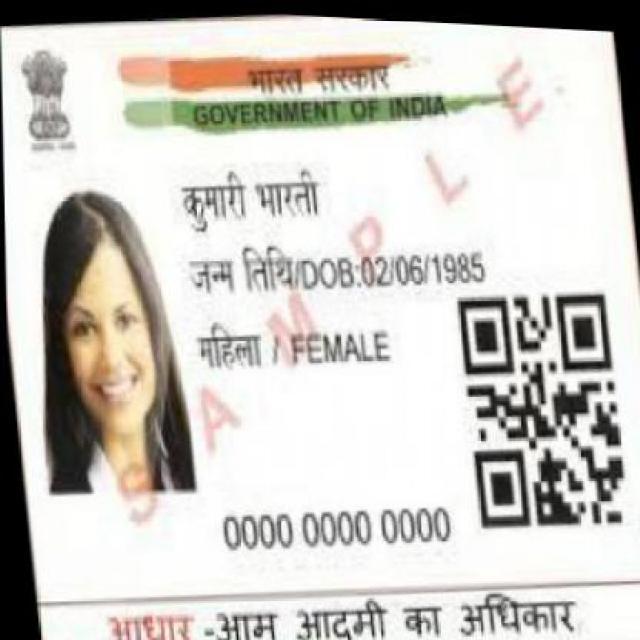 भारत सरकार
GOVERNMENT OF INDIA
कुमारी भारती
जन्म तिथि/DOB:02/06/1985
महिला / FEMALE
SAMPLE
0000 0000 0000
आधार -आम आदमी का अधिकार